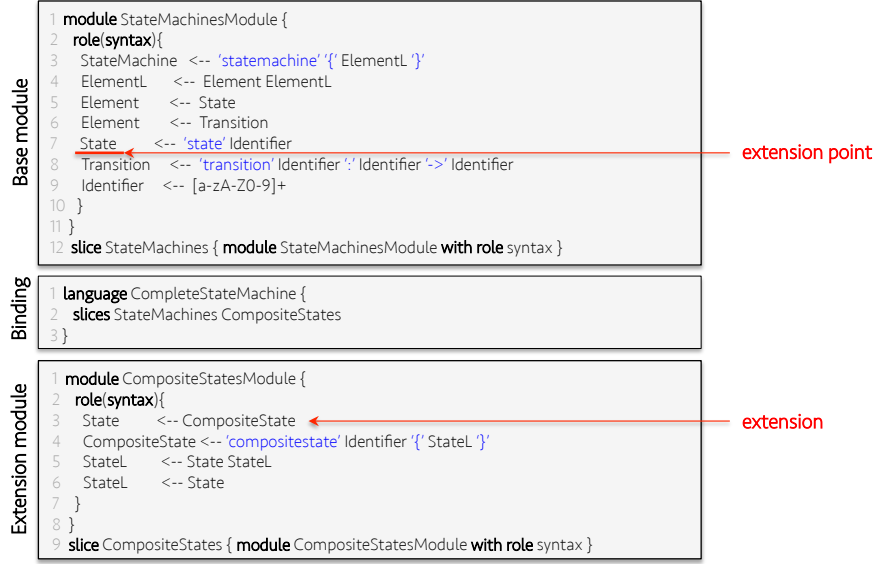 Base module
1 module StateMachinesModule {
2 role(syntax){
3 StateMachine <-- 'statemachine' '{' ElementL '}'
4 ElementL <-- Element ElementL
5 Element <-- State
6 Element <-- Transition
7 State <-- 'state' Identifier
extension point
8 Transition <-- 'transition' Identifier ':' Identifier '->' Identifier
9 Identifier <-- [a-zA-Z0-9]+
10 }
11 }
12 slice StateMachines { module StateMachinesModule with role syntax }
Binding
1 language CompleteStateMachine {
2 slices StateMachines CompositeStates
3 }
Extension module
1 module CompositeStatesModule {
2 role(syntax){
3 State <-- CompositeState
extension
4 CompositeState <-- 'compositestate' Identifier '{' StateL '}'
5 StateL <-- State StateL
6 StateL <-- State
7 }
8 }
9 slice CompositeStates { module CompositeStatesModule with role syntax }